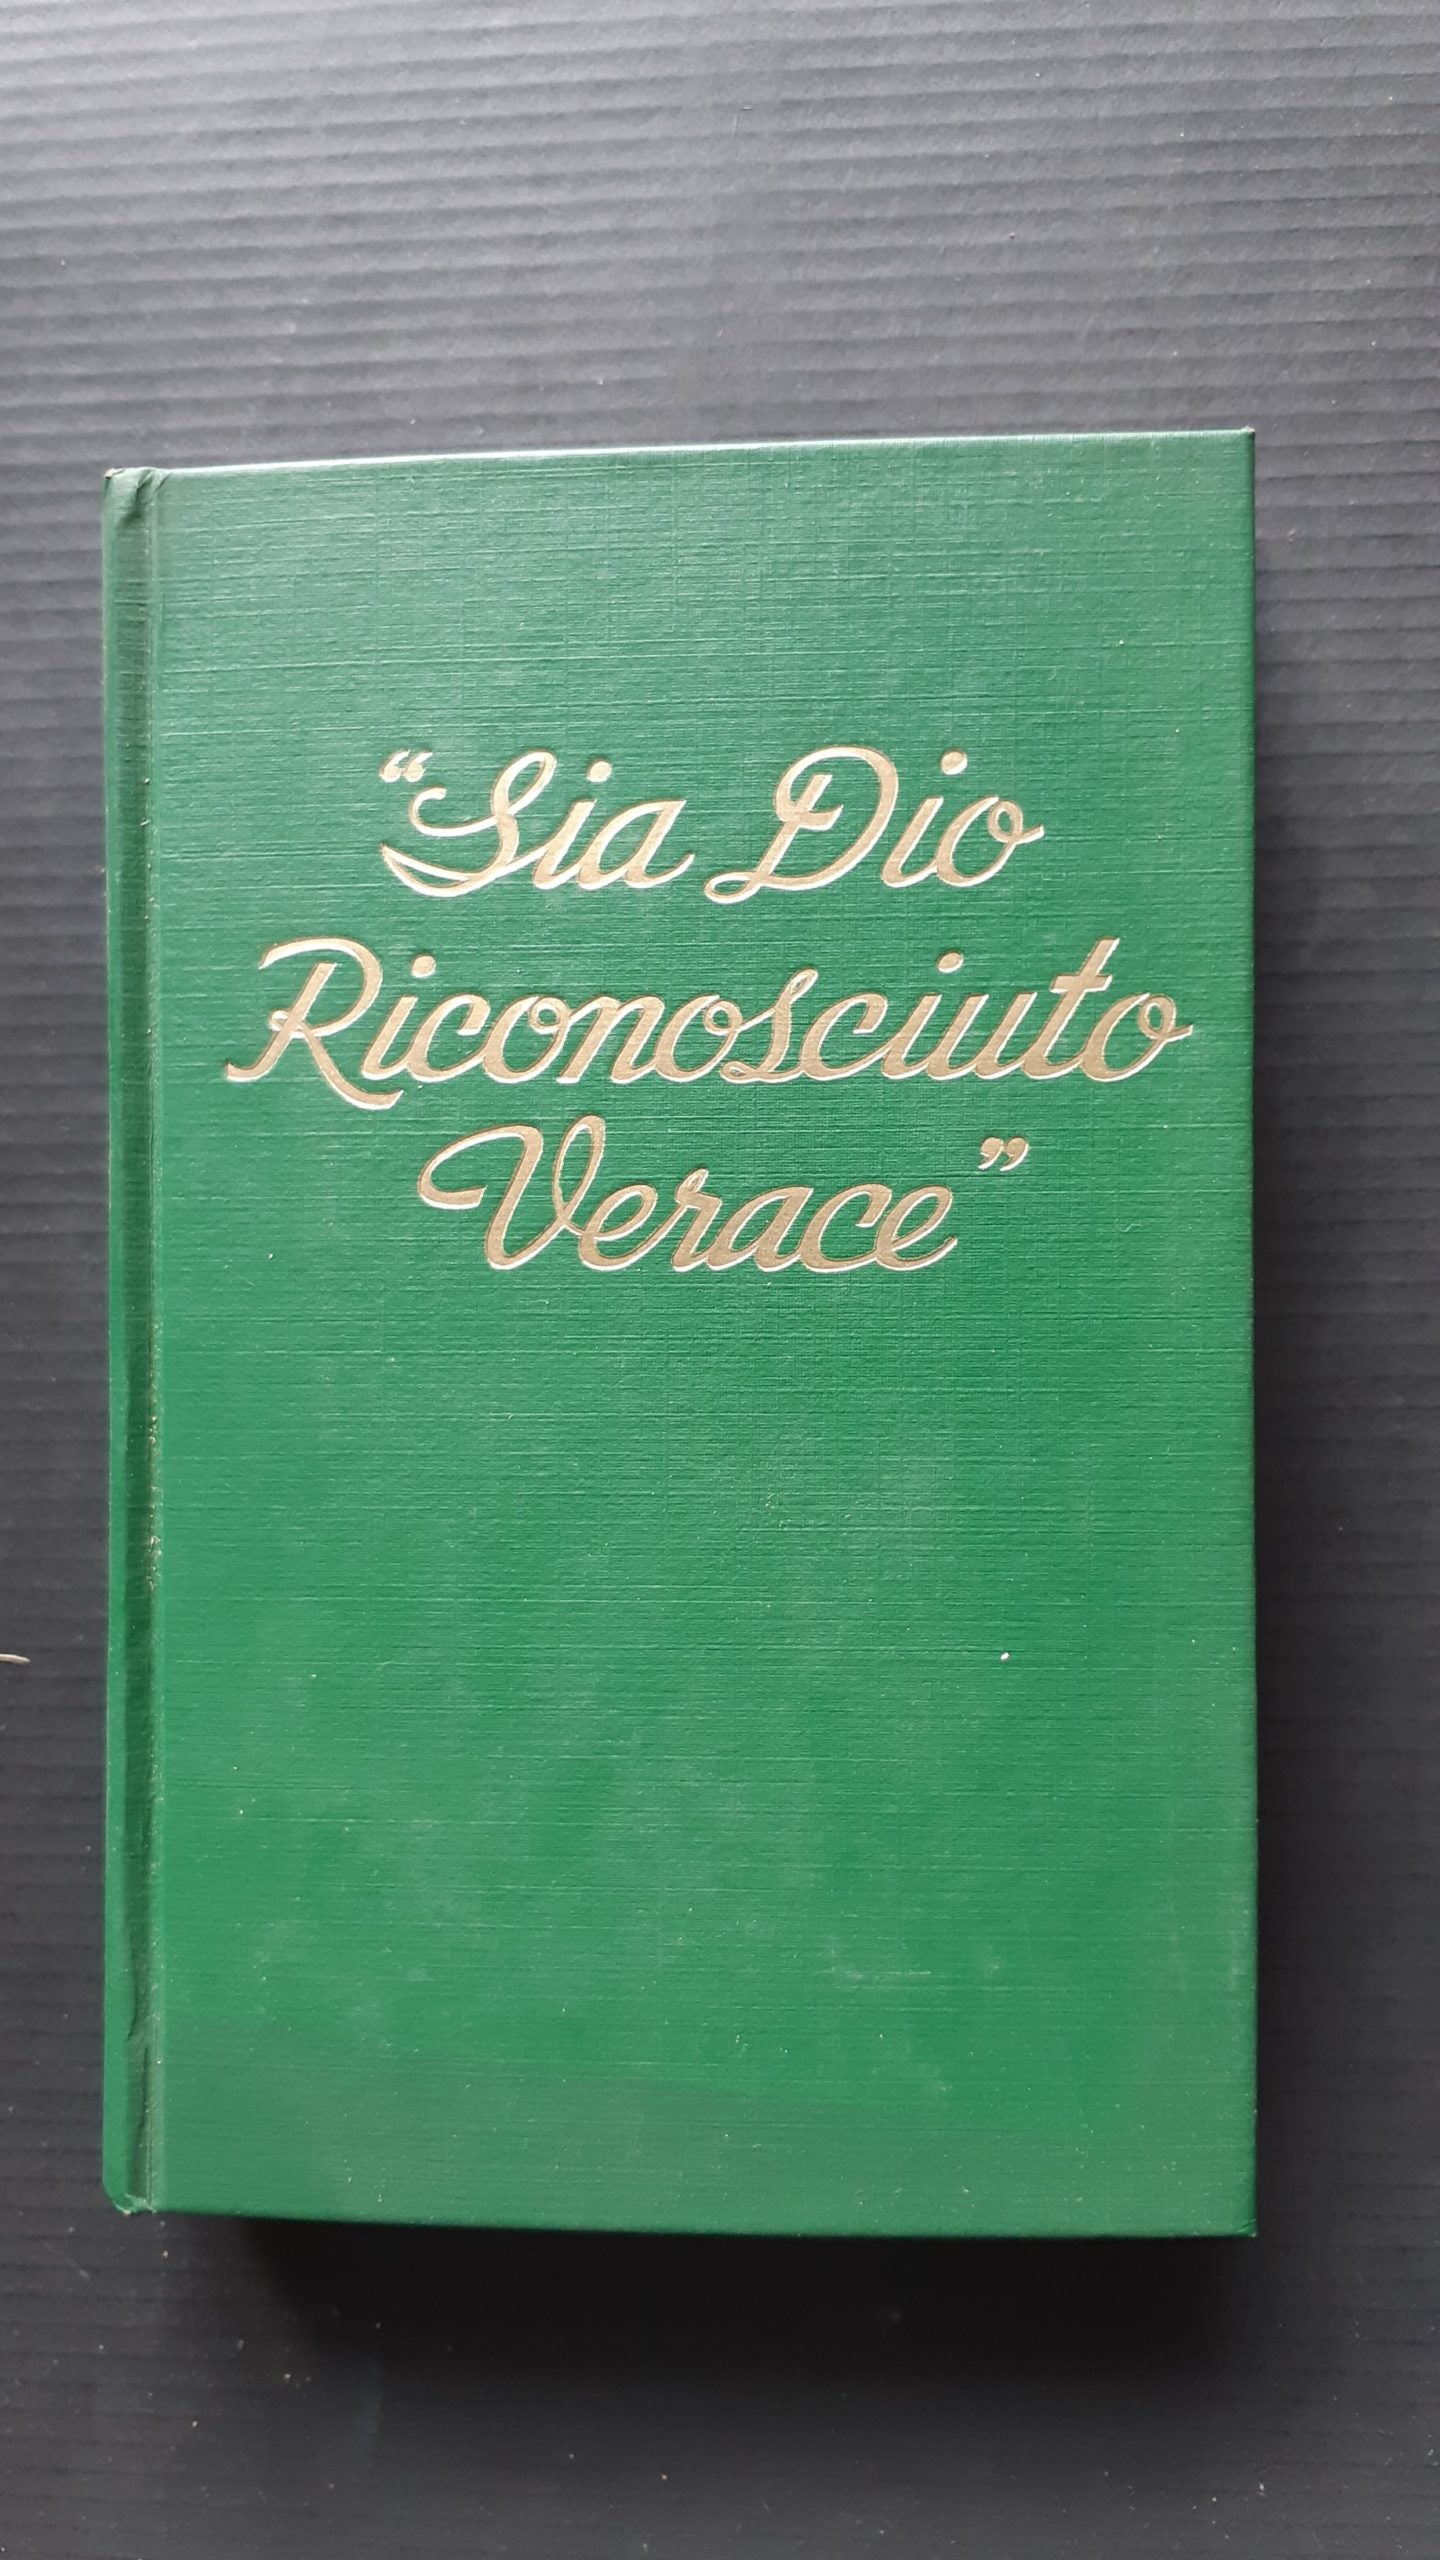 “Sia Dio
Riconosciuto
Verace”